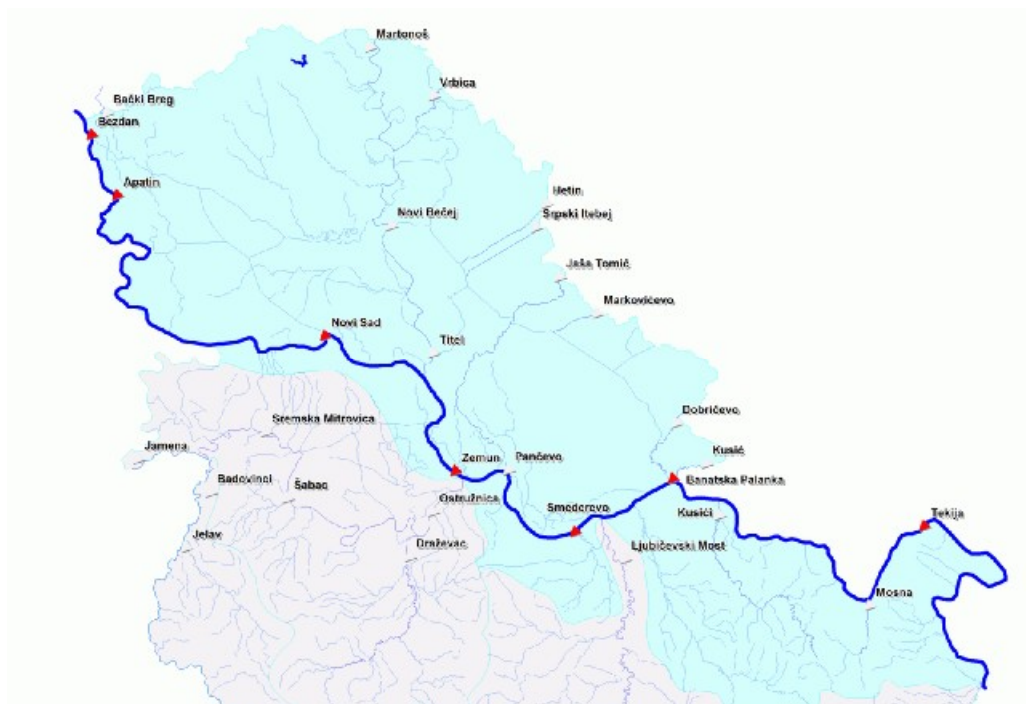 Martonoš
Vrbica
Bački Breg
Bezdan
Apatin
Hetin
Novi Bečej
Srpski Itebej
Jaša Tomić
Markovićevo
Novi Sad
Titel
Dobričevo
Sremska Mitrovica
Jamena
Zemun
Pančevo
Kusić
Badovinci
Banatska Palanka
Šabac
Ostružnica
Smederevo
Kusići
Tekija
Jelav
Draževac
Ljubičevski Most
Mosna